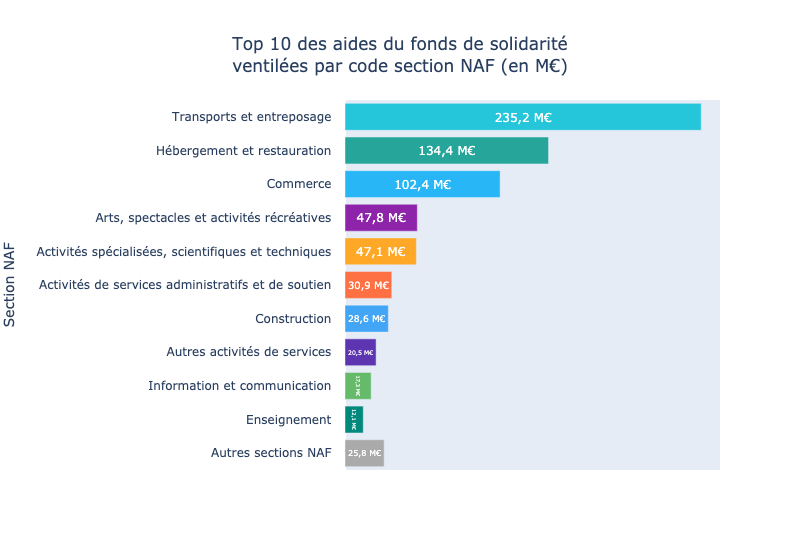 Top 10 des aides du fonds de solidarité
ventilées par code section NAF (en M€)
Section NAF
Transports et entreposage
235,2 M€
Hébergement et restauration
134,4 M€
Commerce
102,4 M€
Arts, spectacles et activités récréatives
47,8 M€
Activités spécialisées, scientifiques et techniques
47,1 M€
Activités de services administratifs et de soutien
30,9 M€
Construction
28,6 M€
Autres activités de services
20,5 M€
Information et communication
Enseignement
12,1 M€
Autres sections NAF
25,8 M€